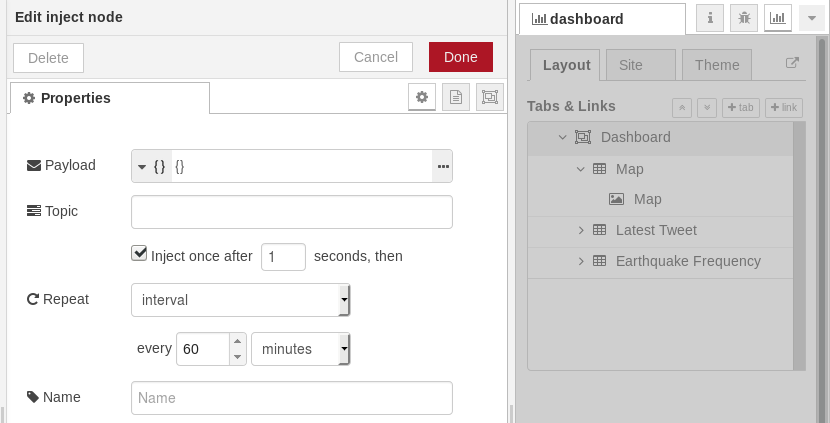 Edit inject node
Delete
Cancel
Done
Properties
Payload
{} {}
Topic
Inject once after 1 seconds, then
Repeat
interval
every 60 minutes
Name
Name
dashboard
i
Layout
Site
Theme
Tabs & Links
+ tab
+ link
Dashboard
Map
Map
Latest Tweet
Earthquake Frequency